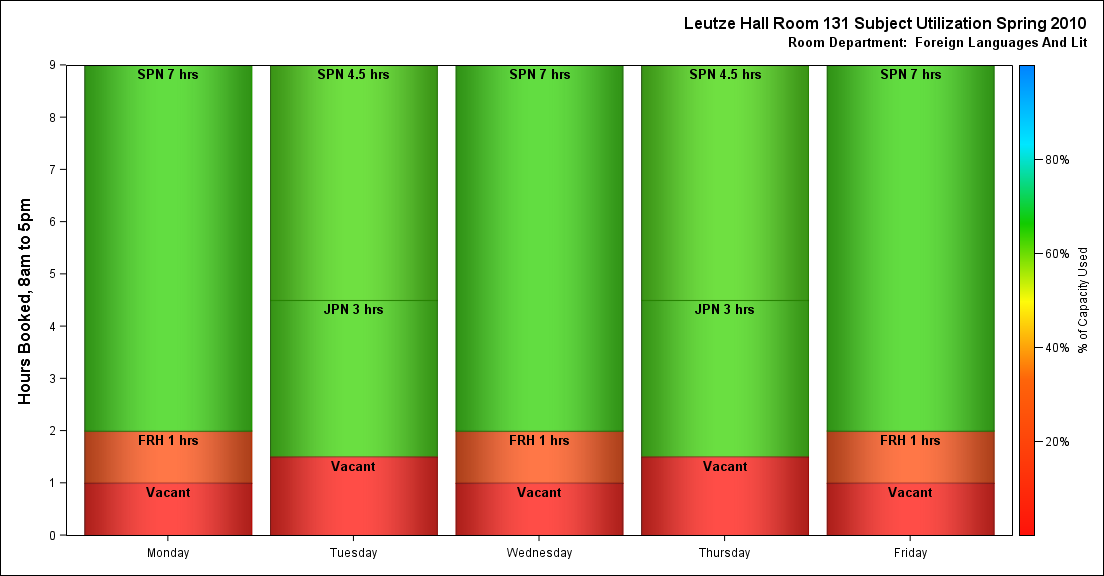 Leutze Hall Room 131 Subject Utilization Spring 2010
Room Department:  Foreign Languages And Lit
Hours Booked, 8am to 5pm
9
8
7
6
5
4
3
2
1
0
SPN 7 hrs
FRH 1 hrs
Vacant
SPN 4.5 hrs
JPN 3 hrs
Vacant
SPN 7 hrs
FRH 1 hrs
Vacant
SPN 4.5 hrs
JPN 3 hrs
Vacant
SPN 7 hrs
FRH 1 hrs
Vacant
Monday Tuesday Wednesday Thursday Friday
80%
60%
40%
20%
% of Capacity Used